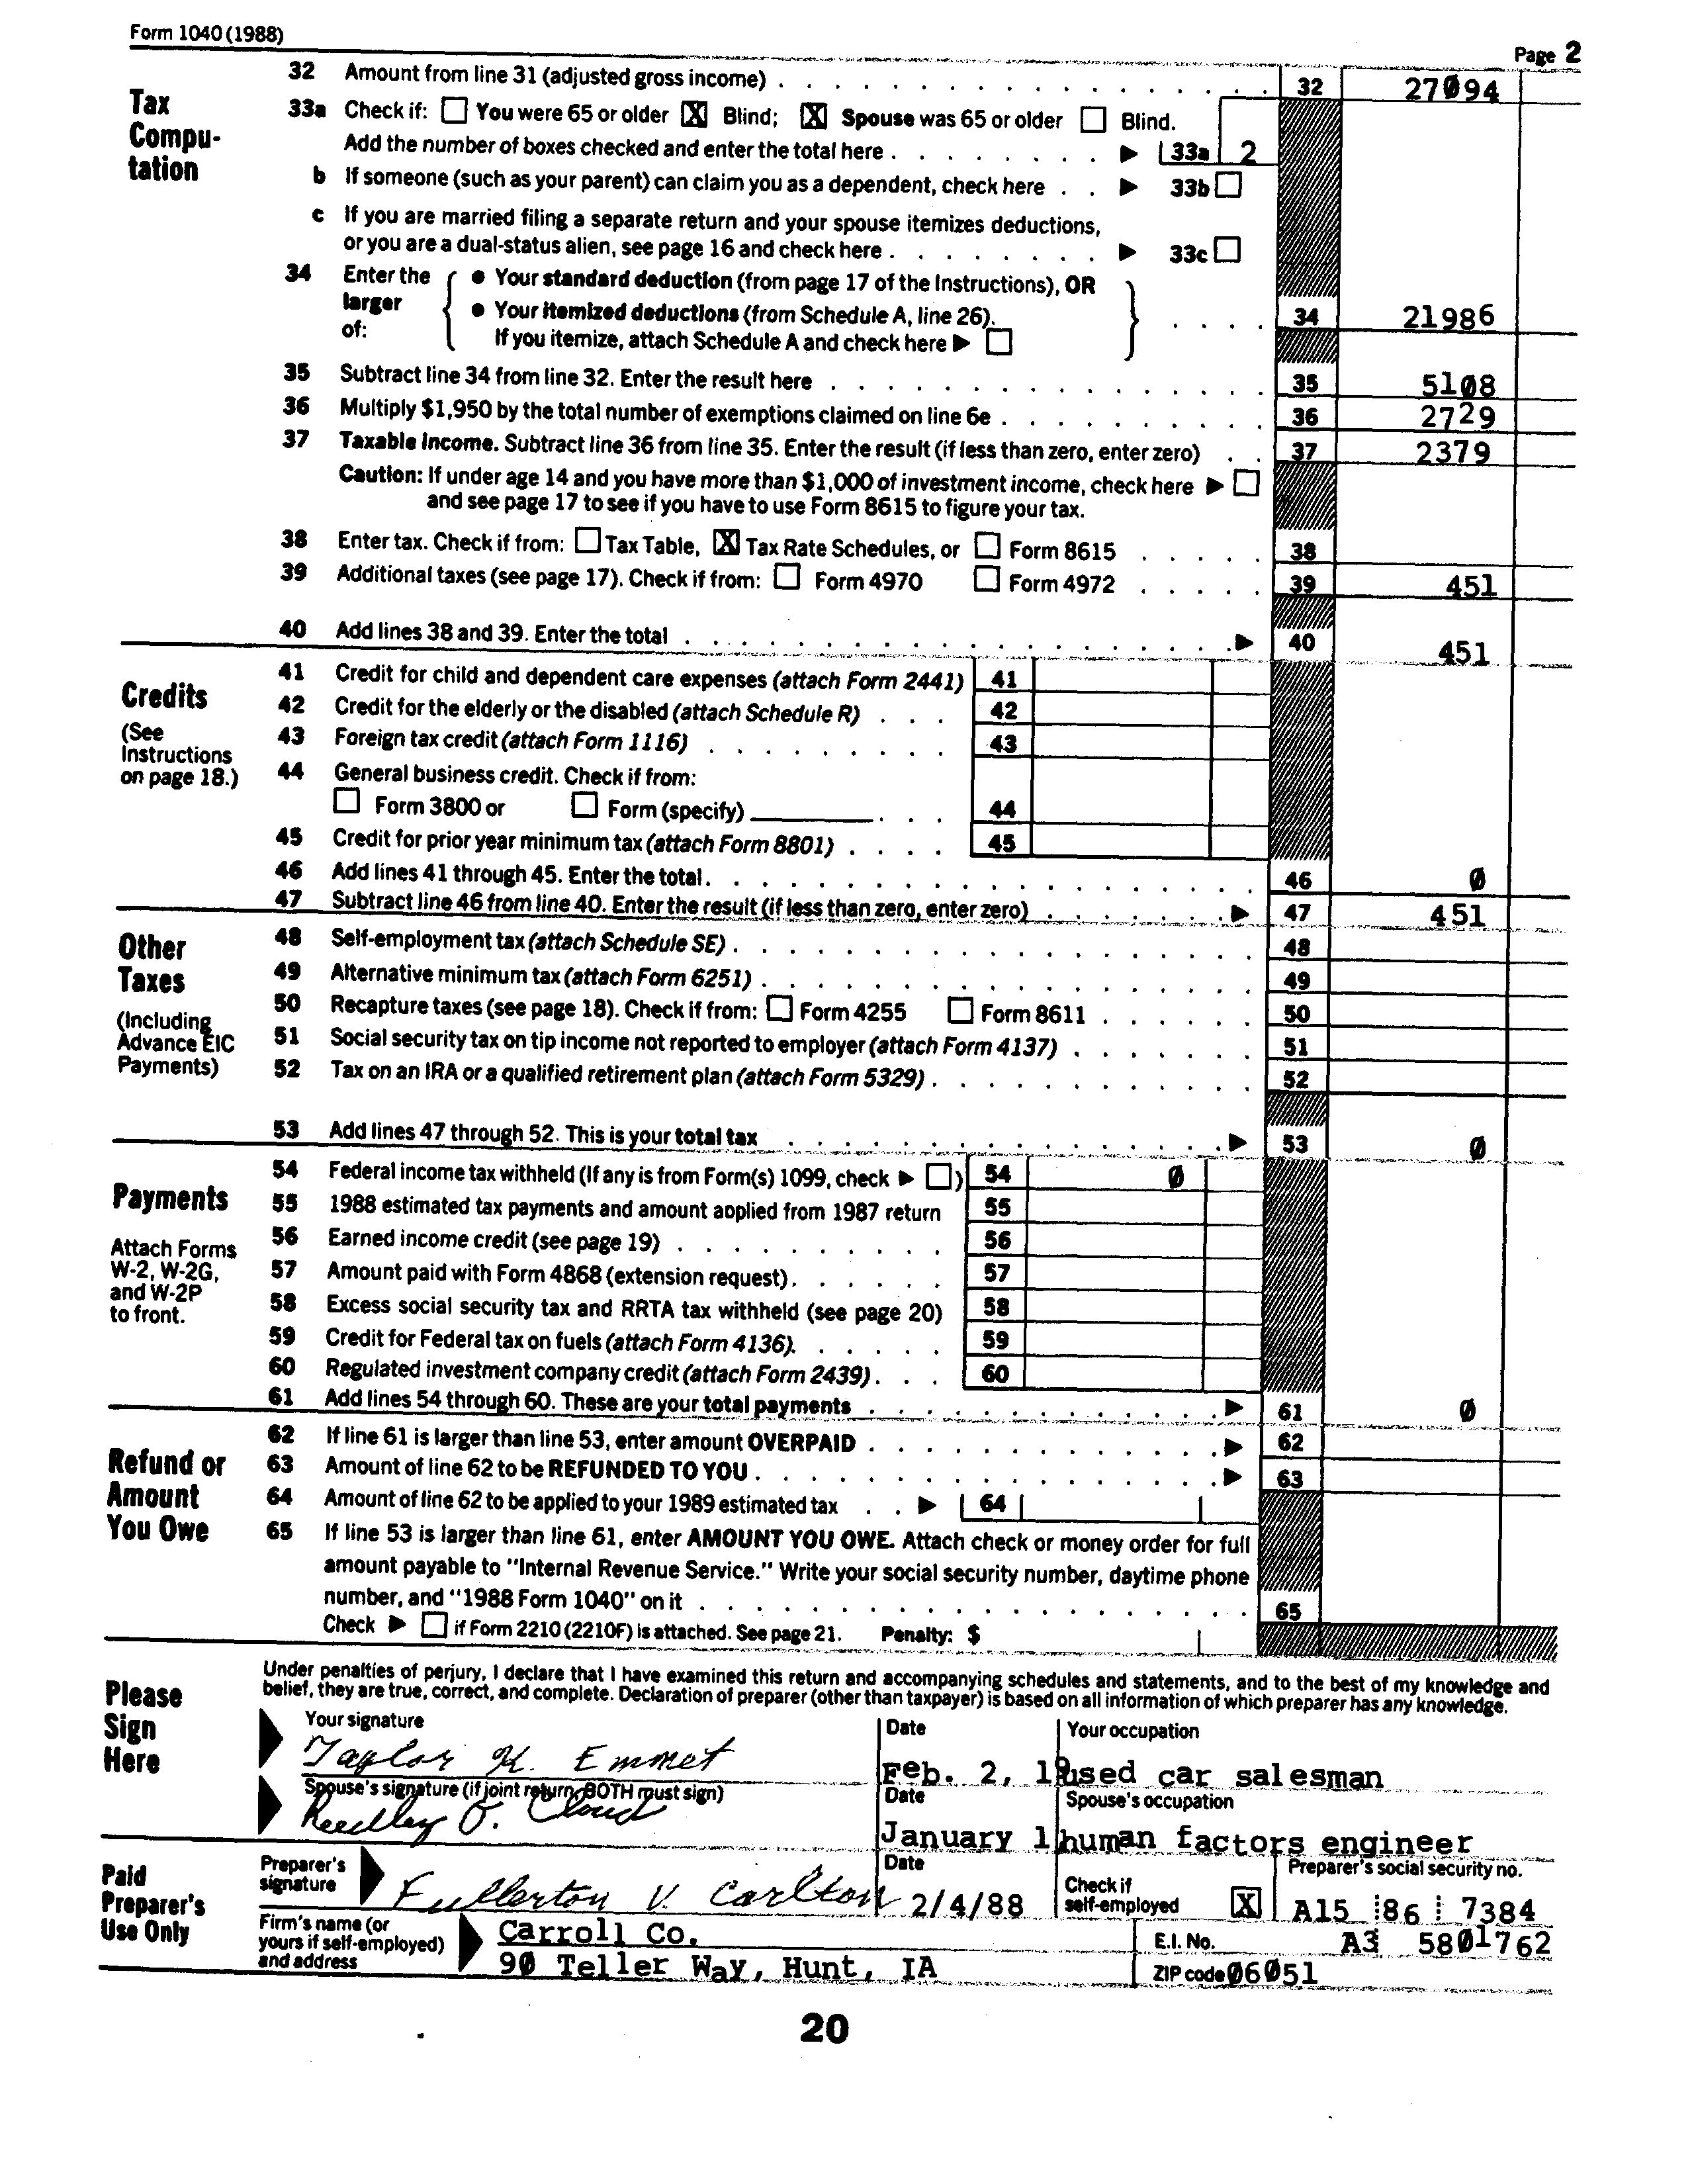 Form 1040 (1988)
Page 2
Tax Compu-
tation
32 Amount from line 31 (adjusted gross income) 32 27094
33a Check if: You were 65 or older X Blind; X Spouse was 65 or older Blind.
Add the number of boxes checked and enter the total here ▶ 33a 2
b If someone (such as your parent) can claim you as a dependent, check here ▶ 33b
c If you are married filing a separate return and your spouse itemizes deductions,
or you are a dual-status alien, see page 16 and check here ▶ 33c
34 Enter the larger of:
● Your standard deduction (from page 17 of the Instructions), OR
● Your itemized deductions (from Schedule A, line 26).
If you itemize, attach Schedule A and check here ▶
34 21986
35 Subtract line 34 from line 32. Enter the result here 35 5108
36 Multiply $1,950 by the total number of exemptions claimed on line 6e 36 2729
37 Taxable income. Subtract line 36 from line 35. Enter the result (if less than zero, enter zero) 37 2379
Caution: If under age 14 and you have more than $1,000 of investment income, check here ▶
and see page 17 to see if you have to use Form 8615 to figure your tax.
38 Enter tax. Check if from: Tax Table, X Tax Rate Schedules, or Form 8615 38
39 Additional taxes (see page 17). Check if from: Form 4970 Form 4972 39 451
40 Add lines 38 and 39. Enter the total ▶ 40 451
Credits
(See
Instructions
on page 18.)
41 Credit for child and dependent care expenses (attach Form 2441) 41
42 Credit for the elderly or the disabled (attach Schedule R) 42
43 Foreign tax credit (attach Form 1116) 43
44 General business credit. Check if from:
Form 3800 or Form (specify) 44
45 Credit for prior year minimum tax (attach Form 8801) 45
46 Add lines 41 through 45. Enter the total 46 0
47 Subtract line 46 from line 40. Enter the result (if less than zero, enter zero) ▶ 47 451
Other
Taxes
(Including
Advance EIC
Payments)
48 Self-employment tax (attach Schedule SE) 48
49 Alternative minimum tax (attach Form 6251) 49
50 Recapture taxes (see page 18). Check if from: Form 4255 Form 8611 50
51 Social security tax on tip income not reported to employer (attach Form 4137) 51
52 Tax on an IRA or a qualified retirement plan (attach Form 5329) 52
53 Add lines 47 through 52. This is your total tax ▶ 53 0
Payments
Attach Forms
W-2, W-2G,
and W-2P
to front.
54 Federal income tax withheld (If any is from Form(s) 1099, check ▶ ) 54 0
55 1988 estimated tax payments and amount applied from 1987 return 55
56 Earned income credit (see page 19) 56
57 Amount paid with Form 4868 (extension request) 57
58 Excess social security tax and RRTA tax withheld (see page 20) 58
59 Credit for Federal tax on fuels (attach Form 4136) 59
60 Regulated investment company credit (attach Form 2439) 60
61 Add lines 54 through 60. These are your total payments ▶ 61 0
Refund or
Amount
You Owe
62 If line 61 is larger than line 53, enter amount OVERPAID ▶ 62
63 Amount of line 62 to be REFUNDED TO YOU ▶ 63
64 Amount of line 62 to be applied to your 1989 estimated tax ▶ 64
65 If line 53 is larger than line 61, enter AMOUNT YOU OWE. Attach check or money order for full
amount payable to "Internal Revenue Service." Write your social security number, daytime phone
number, and "1988 Form 1040" on it 65
Check ▶ if Form 2210 (2210F) is attached. See page 21. Penalty: $
Please
Sign
Here
Under penalties of perjury, I declare that I have examined this return and accompanying schedules and statements, and to the best of my knowledge and
belief, they are true, correct, and complete. Declaration of preparer (other than taxpayer) is based on all information of which preparer has any knowledge.
Your signature Date Your occupation
Taylor K. Emmet Feb. 2, 19 used car salesman
Spouse's signature (if joint return, BOTH must sign) Date Spouse's occupation
Reedley O. Cloud January 1 human factors engineer
Paid
Preparer's
Use Only
Preparer's signature Date Check if self-employed X Preparer's social security no.
Fullerton V. Carlton 2/4/88 A15 86 7384
Firm's name (or
yours if self-employed)
and address
Carroll Co. E.I. No. A3 5801762
90 Teller Way, Hunt, IA ZIP code 06051
20